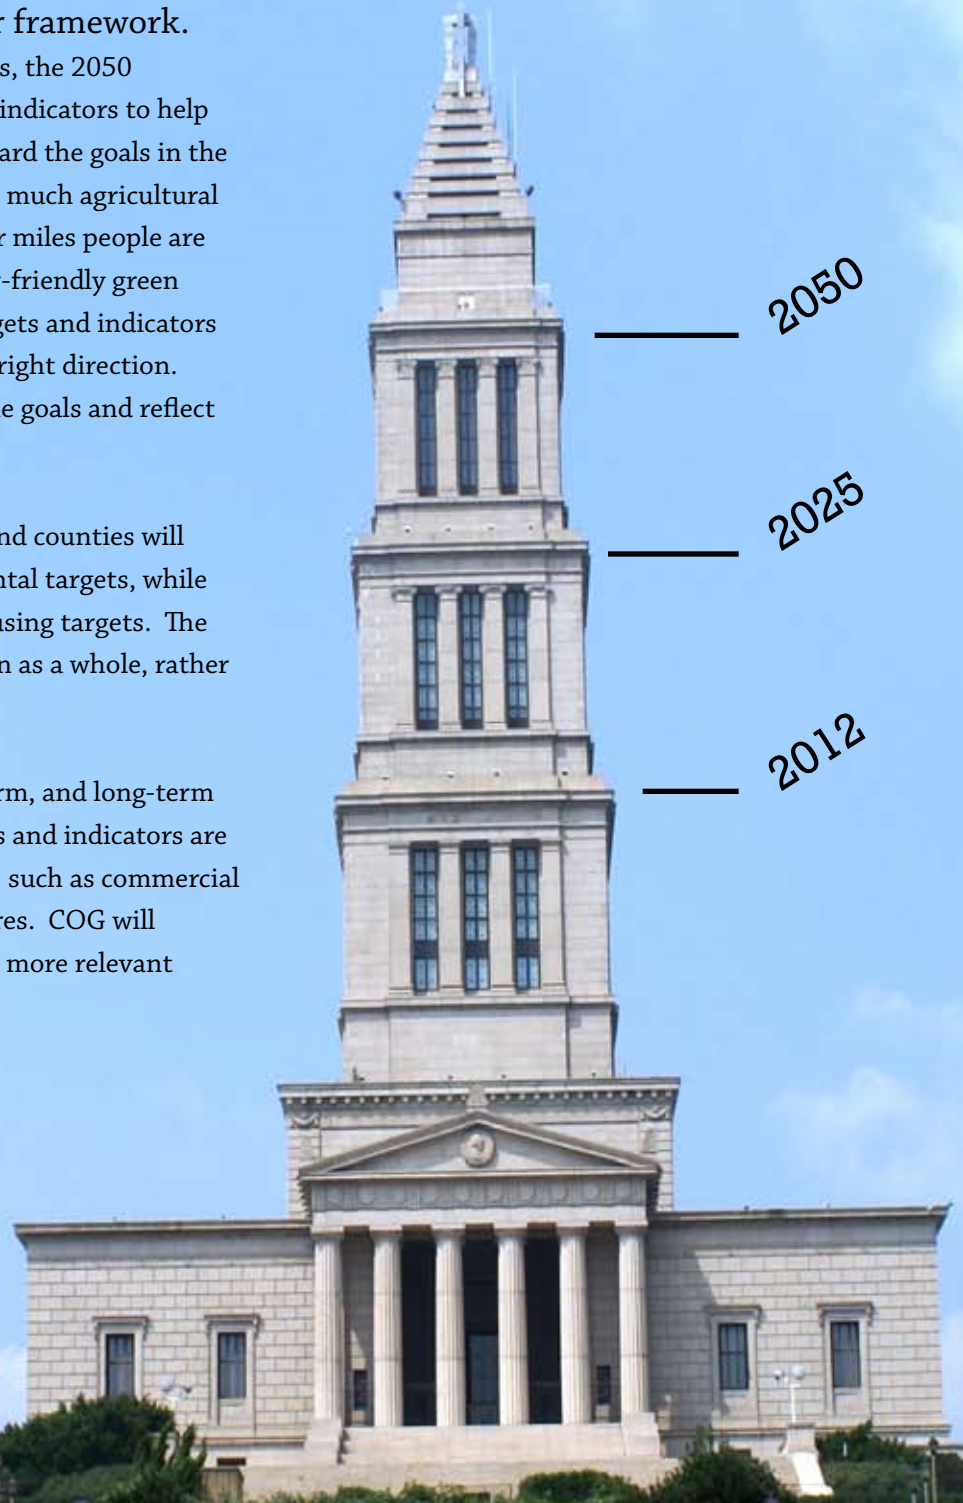 r framework.
s, the 2050
indicators to help
ard the goals in the
much agricultural
r miles people are
-friendly green
gets and indicators
right direction.
e goals and reflect
nd counties will
ntal targets, while
using targets.  The
n as a whole, rather
rm, and long-term
s and indicators are
such as commercial
res.  COG will
more relevant
2050
2025
2012